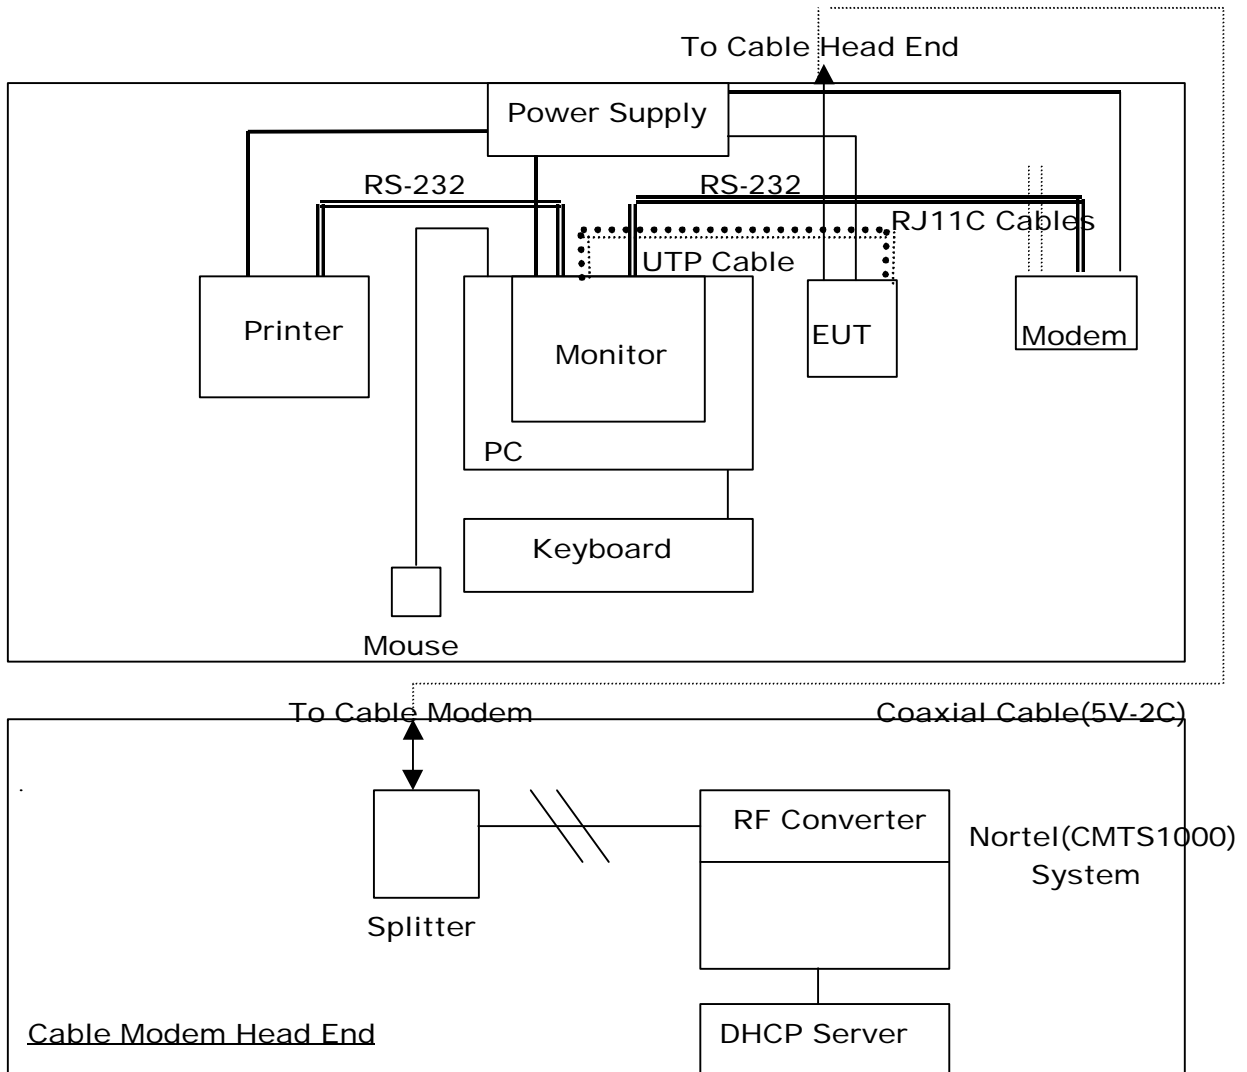 To Cable Head End
Power Supply
RS-232
RS-232
RJ11C Cables
UTP Cable
Printer
Monitor
EUT
Modem
PC
Keyboard
Mouse
To Cable Modem
Coaxial Cable(5V-2C)
RF Converter
Nortel(CMTS1000)
System
Splitter
Cable Modem Head End
DHCP Server